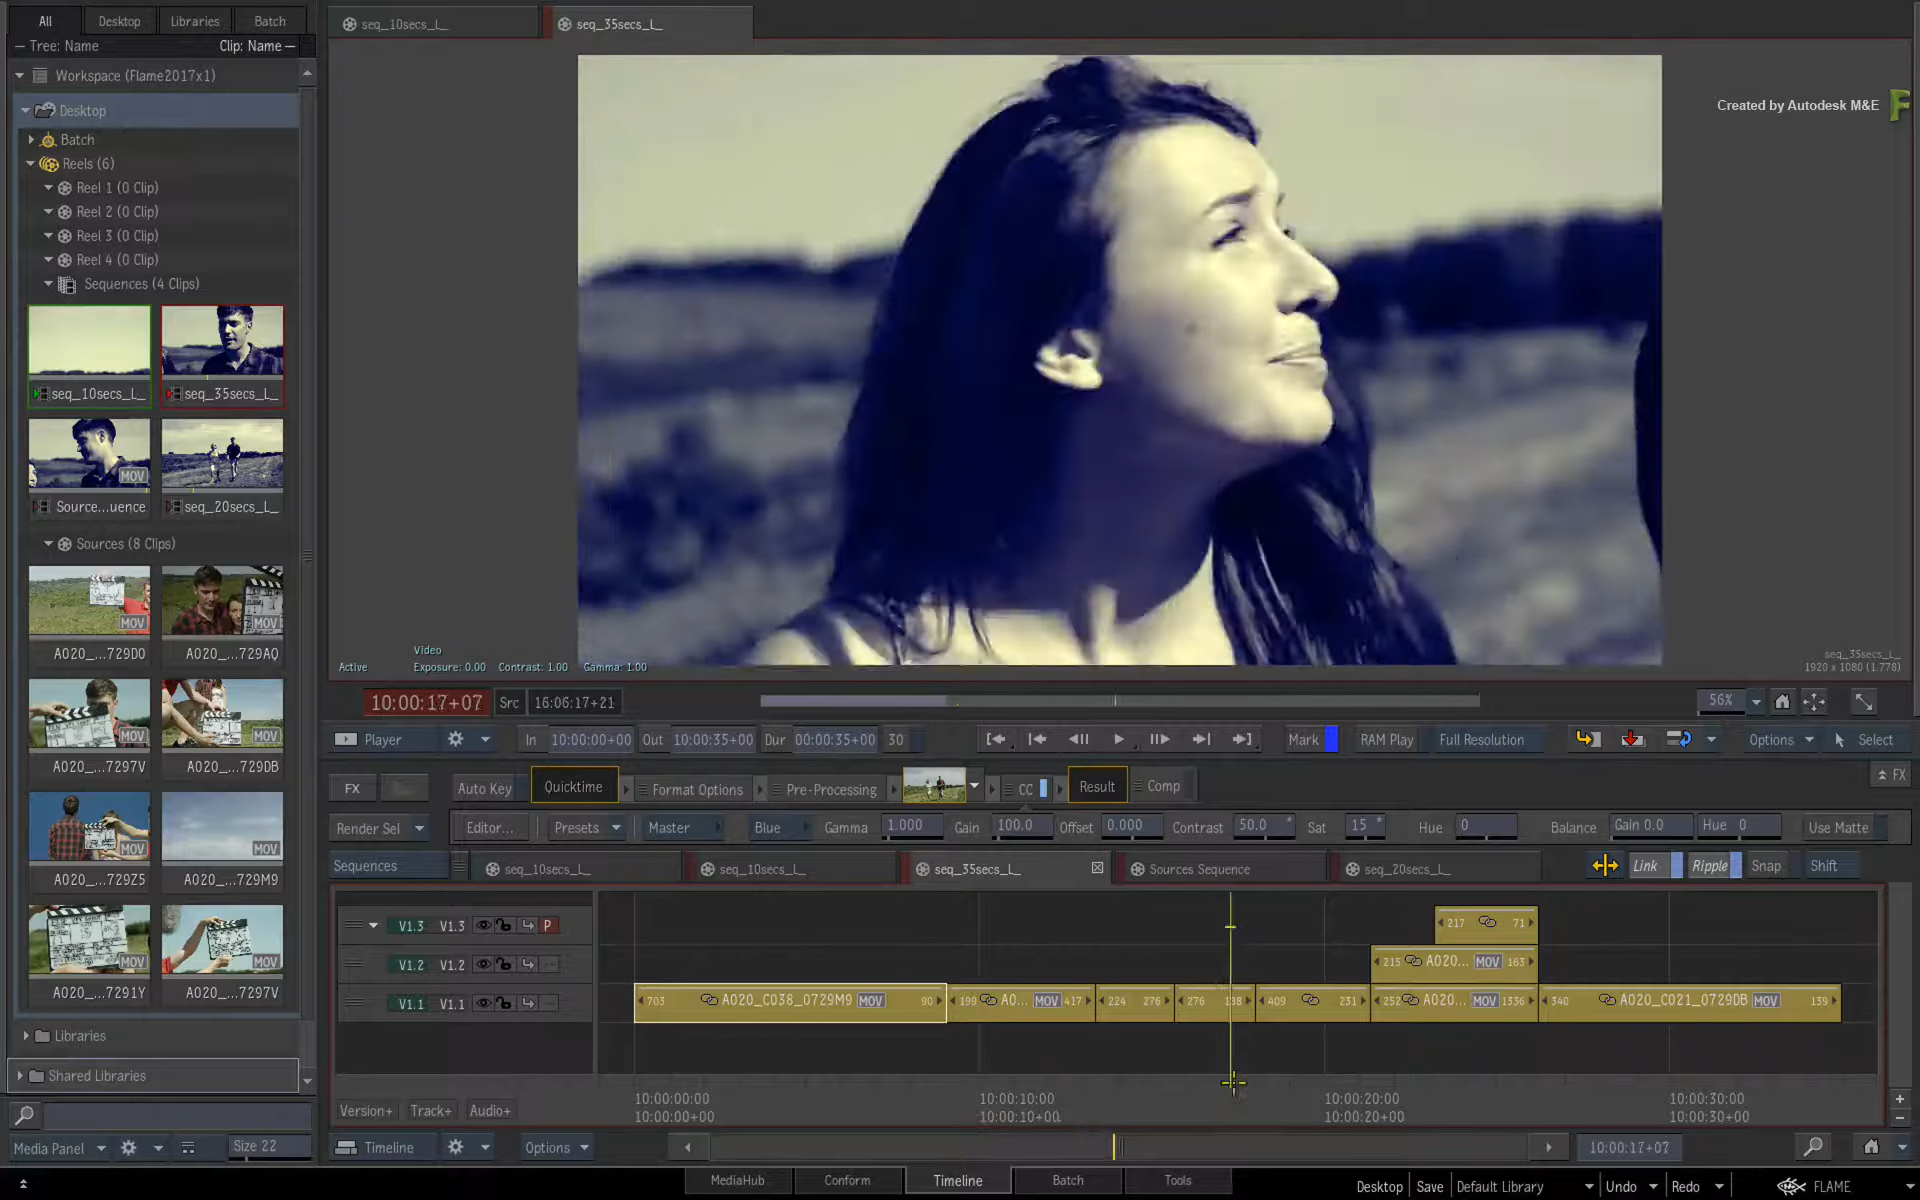 All Desktop Libraries Batch
Tree: Name Clip: Name
Workspace (Flame2017x1)
Desktop
Batch
Reels (6)
Reel 1 (0 Clip)
Reel 2 (0 Clip)
Reel 3 (0 Clip)
Reel 4 (0 Clip)
Sequences (4 Clips)
seq_10secs_L_ seq_35secs_L_
MOV
Source...uence seq_20secs_L_
Sources (8 Clips)
MOV MOV
A020_...729D0 A020_...729AQ
MOV MOV
A020_...7297V A020_...729DB
MOV MOV
A020_...729Z5 A020_...729M9
MOV MOV
A020_...7291Y A020_...7297V
Libraries
Shared Libraries
Media Panel Size 22
seq_10secs_L_ seq_35secs_L_
Created by Autodesk M&E
Video
Active Exposure: 0.00 Contrast: 1.00 Gamma: 1.00
seq_35secs_L_
1920 x 1080 (1.778)
10:00:17+07 Src 16:06:17+21 56%
Player In 10:00:00+00 Out 10:00:35+00 Dur 00:00:35+00 30 Mark RAM Play Full Resolution Options Select
FX Auto Key Quicktime Format Options Pre-Processing CC Result Comp FX
Render Sel Editor... Presets Master Blue Gamma 1.000 Gain 100.0 Offset 0.000 Contrast 50.0 * Sat 15 * Hue 0 Balance Gain 0.0 Hue 0 Use Matte
Sequences seq_10secs_L_ seq_10secs_L_ seq_35secs_L_ Sources Sequence seq_20secs_L_ Link Ripple Snap Shift
V1.3 V1.3 P 217 71
V1.2 V1.2 215 A020... MOV 163
V1.1 V1.1 703 A020_C038_0729M9 MOV 90 199 A0... MOV 417 224 276 276 409 231 252 A020... MOV 1336 340 A020_C021_0729DB MOV 139
10:00:00:00 10:00:10:00 10:00:20:00 10:00:30:00
Version+ Track+ Audio+ 10:00:00+00 10:00:10+00 10:00:20+00 10:00:30+00
Timeline Options 10:00:17+07
MediaHub Conform Timeline Batch Tools Desktop Save Default Library Undo Redo FLAME